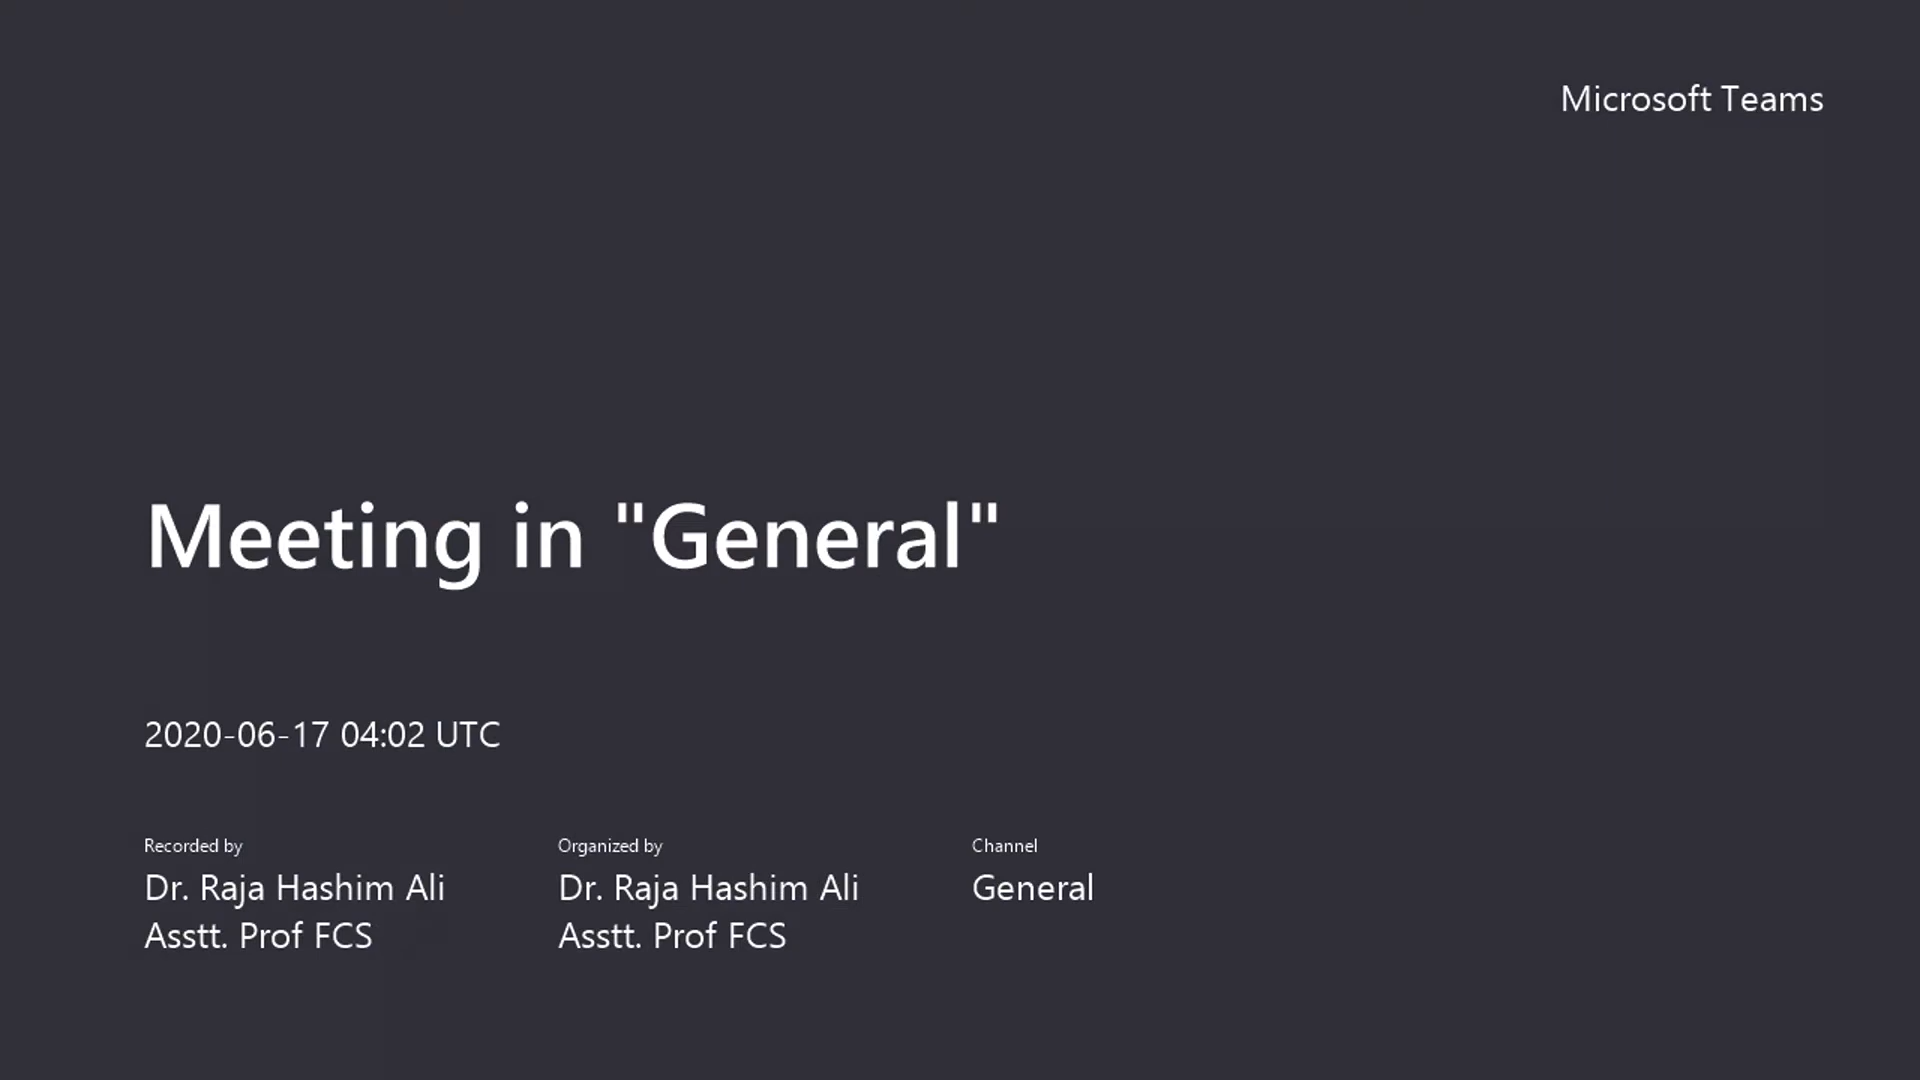 Microsoft Teams
Meeting in "General"
2020-06-17 04:02 UTC
Recorded by
Dr. Raja Hashim Ali
Asstt. Prof FCS
Organized by
Dr. Raja Hashim Ali
Asstt. Prof FCS
Channel
General